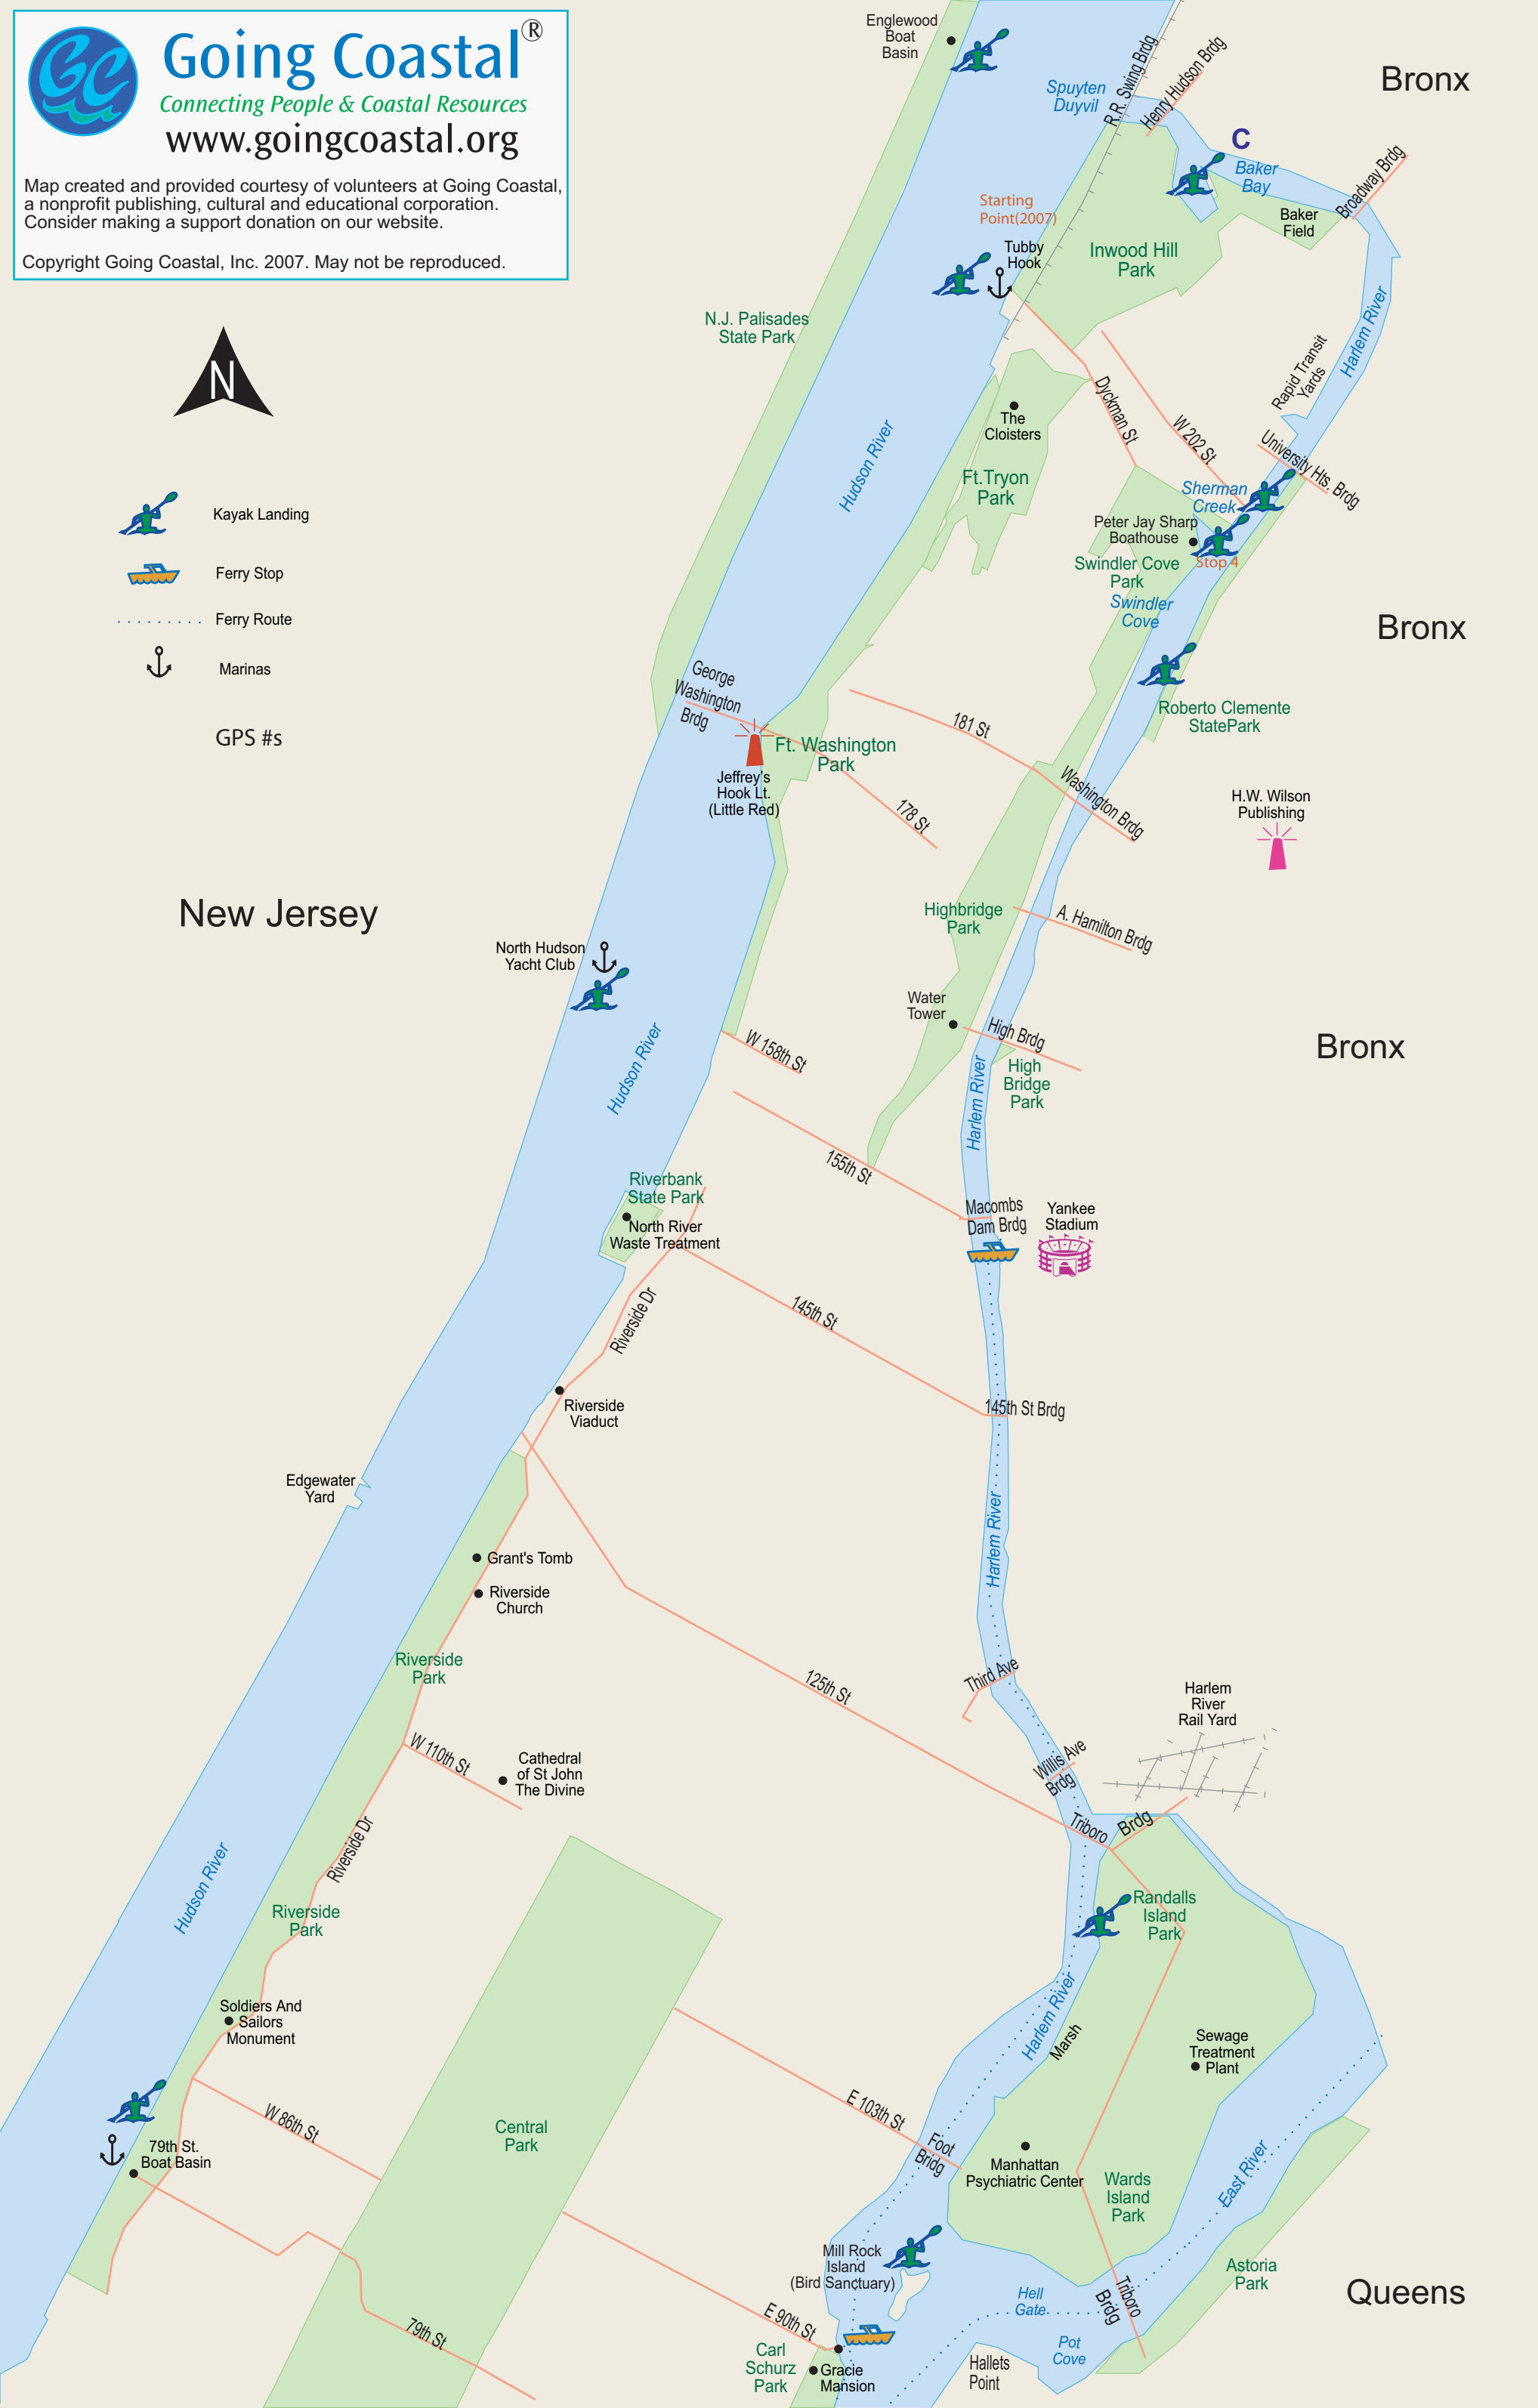 Going Coastal®
Connecting People & Coastal Resources
www.goingcoastal.org
Map created and provided courtesy of volunteers at Going Coastal,
a nonprofit publishing, cultural and educational corporation.
Consider making a support donation on our website.
Copyright Going Coastal, Inc. 2007. May not be reproduced.
N
Kayak Landing
Ferry Stop
Ferry Route
Marinas
GPS #s
Englewood
Boat
Basin
Spuyten
Duyvil
R.R. Swing Brdg
Henry Hudson Brdg
Bronx
C
Baker
Bay
Broadway Brdg
Baker
Field
Starting
Point(2007)
Tubby
Hook
Inwood Hill
Park
N.J. Palisades
State Park
Harlem River
Rapid Transit
Yards
Dyckman St
W 202 St
The
Cloisters
Hudson River
Ft.Tryon
Park
University Hts. Brdg
Sherman
Creek
Peter Jay Sharp
Boathouse
Stop 4
Swindler Cove
Park
Swindler
Cove
Bronx
George
Washington
Brdg
Roberto Clemente
StatePark
181 St
Ft. Washington
Park
Jeffrey's
Hook Lt.
(Little Red)
178 St
Washington Brdg
H.W. Wilson
Publishing
New Jersey
Highbridge
Park
A. Hamilton Brdg
North Hudson
Yacht Club
Water
Tower
High Brdg
Bronx
Hudson River
W 158th St
High
Bridge
Park
Harlem River
155th St
Riverbank
State Park
North River
Waste Treatment
Macombs
Dam Brdg
Yankee
Stadium
Riverside Dr
145th St
Riverside
Viaduct
145th St Brdg
Edgewater
Yard
Harlem River
Grant's Tomb
Riverside
Church
Riverside
Park
125th St
Third Ave
Harlem
River
Rail Yard
W 110th St
Cathedral
of St John
The Divine
Willis Ave
Brdg
Triboro
Brdg
Riverside Dr
Hudson River
Riverside
Park
Randalls
Island
Park
Soldiers And
Sailors
Monument
Harlem River
Marsh
Sewage
Treatment
Plant
W 86th St
79th St.
Boat Basin
Central
Park
E 103th St
Foot
Bridg
Manhattan
Psychiatric Center
Wards
Island
Park
East River
Mill Rock
Island
(Bird Sanctuary)
Astoria
Park
Queens
Hell
Gate
Triboro
Brdg
79th St
E 90th St
Pot
Cove
Carl
Schurz
Park
Gracie
Mansion
Hallets
Point